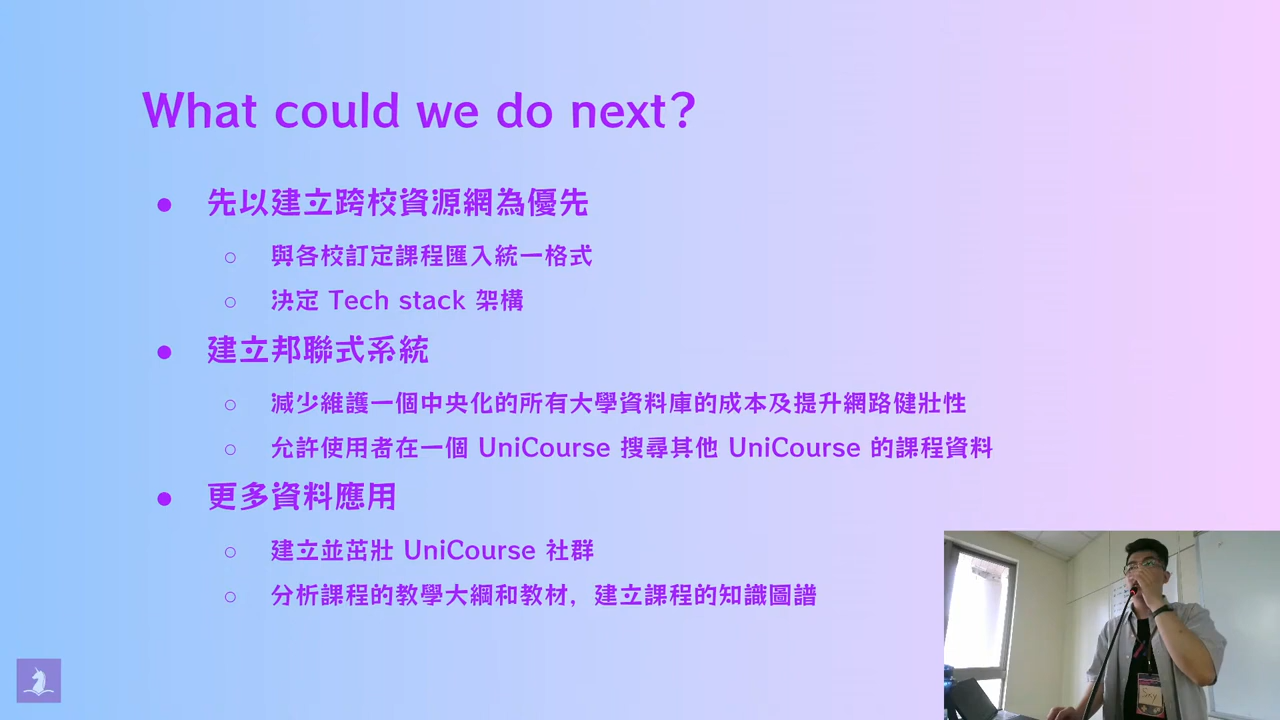 What could we do next?
● 先以建立跨校資源網為優先
○ 與各校訂定課程匯入統一格式
○ 決定 Tech stack 架構
● 建立邦聯式系統
○ 減少維護一個中央化的所有大學資料庫的成本及提升網路健壯性
○ 允許使用者在一個 UniCourse 搜尋其他 UniCourse 的課程資料
● 更多資料應用
○ 建立並茁壯 UniCourse 社群
○ 分析課程的教學大綱和教材，建立課程的知識圖譜
SKY